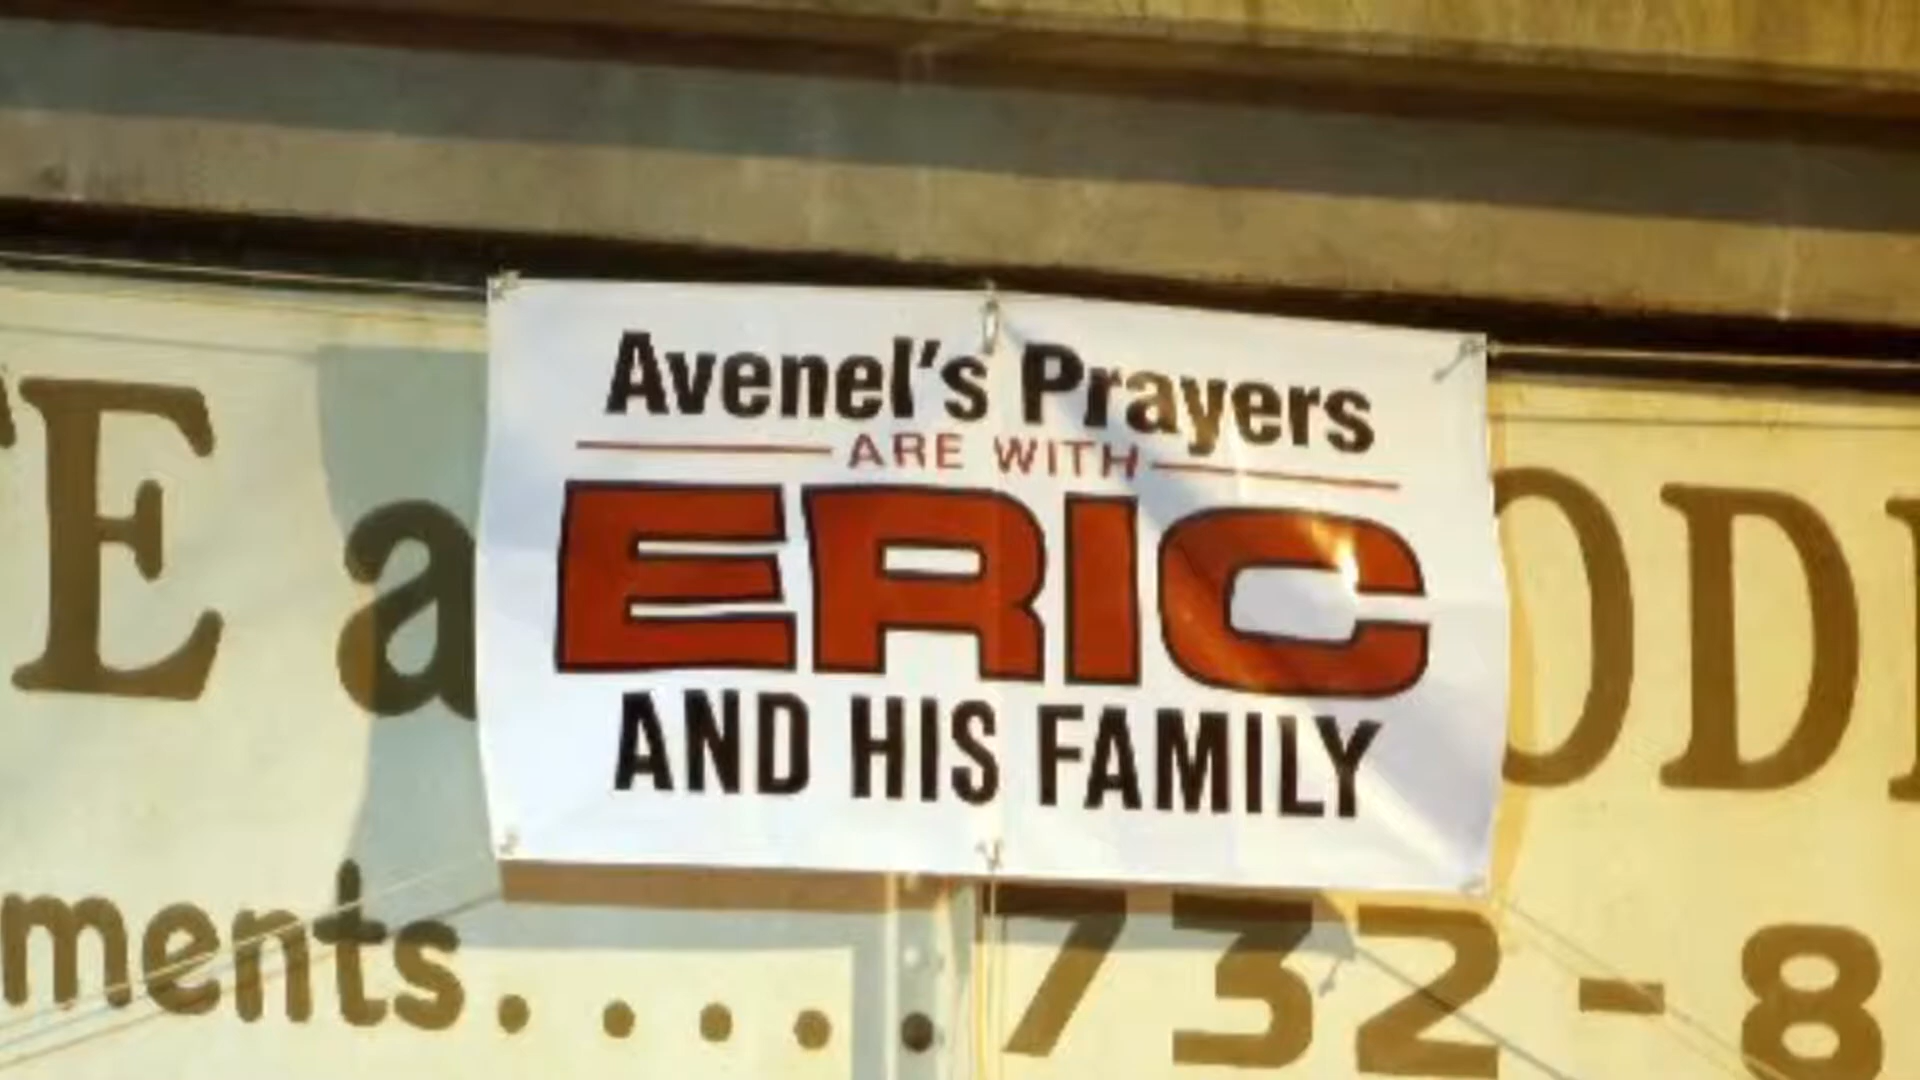 Avenel's Prayers
ARE WITH
ERIC
AND HIS FAMILY
ments.....732-8